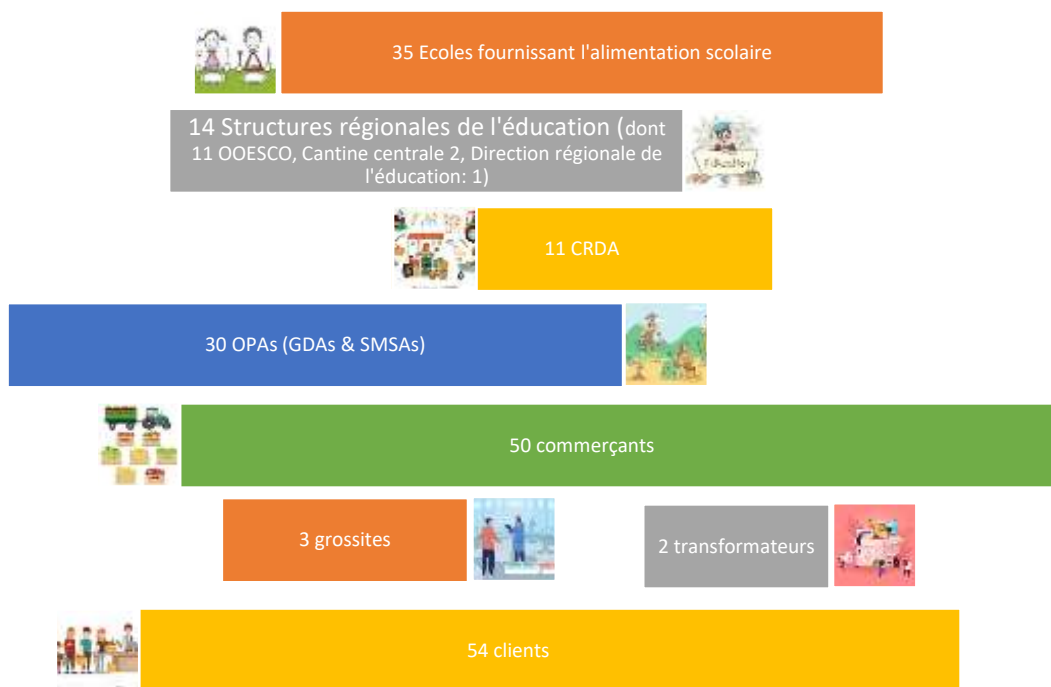 35 Ecoles fournissant l'alimentation scolaire
14 Structures régionales de l'éducation (dont
11 OOESCO, Cantine centrale 2, Direction régionale de
l'éducation: 1)
11 CRDA
30 OPAs (GDAs & SMSAs)
50 commerçants
3 grossites
2 transformateurs
54 clients